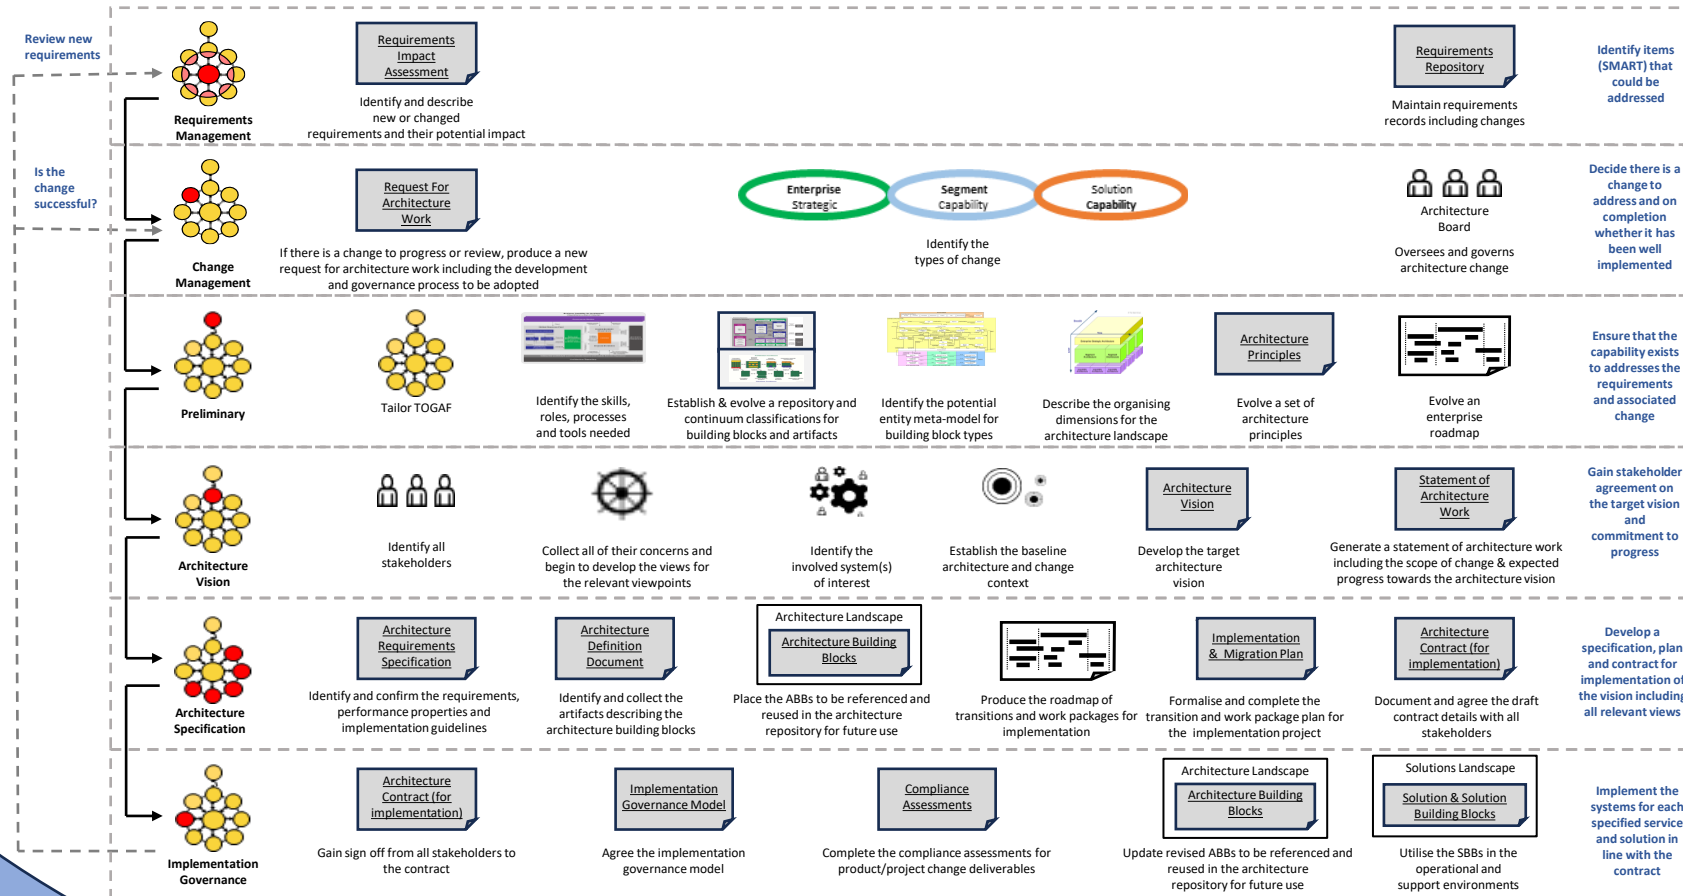 Review new
requirements
Requirements
Management
Requirements
Impact
Assessment
Identify and describe
new or changed
requirements and their potential impact
Requirements
Repository
Maintain requirements
records including changes
Identify items
(SMART) that
could be
addressed
Is the
change
successful?
Change
Management
Request For
Architecture
Work
If there is a change to progress or review, produce a new
request for architecture work including the development
and governance process to be adopted
Enterprise
Strategic
Segment
Capability
Solution
Capability
Identify the
types of change
Architecture
Board
Oversees and governs
architecture change
Decide there is a
change to
address and on
completion
whether it has
been well
implemented
Preliminary
Tailor TOGAF
Identify the skills,
roles, processes
and tools needed
Establish & evolve a repository and
continuum classifications for
building blocks and artifacts
Identify the potential
entity meta-model for
building block types
Describe the organising
dimensions for the
architecture landscape
Architecture
Principles
Evolve a set of
architecture
principles
Evolve an
enterprise
roadmap
Ensure that the
capability exists
to addresses the
requirements
and associated
change
Architecture
Vision
Identify all
stakeholders
Collect all of their concerns and
begin to develop the views for
the relevant viewpoints
Identify the
involved system(s)
of interest
Establish the baseline
architecture and change
context
Architecture
Vision
Develop the target
architecture
vision
Statement of
Architecture
Work
Generate a statement of architecture work
including the scope of change & expected
progress towards the architecture vision
Gain stakeholder
agreement on
the target vision
and
commitment to
progress
Architecture
Specification
Architecture
Requirements
Specification
Identify and confirm the requirements,
performance properties and
implementation guidelines
Architecture
Definition
Document
Identify and collect the
artifacts describing the
architecture building blocks
Architecture Landscape
Architecture Building
Blocks
Place the ABBs to be referenced and
reused in the architecture
repository for future use
Produce the roadmap of
transitions and work packages for
implementation
Implementation
& Migration Plan
Formalise and complete the
transition and work package plan for
the implementation project
Architecture
Contract (for
implementation)
Document and agree the draft
contract details with all
stakeholders
Develop a
specification, plan
and contract for
implementation of
the vision including
all relevant views
Implementation
Governance
Architecture
Contract (for
implementation)
Gain sign off from all stakeholders to
the contract
Implementation
Governance Model
Agree the implementation
governance model
Compliance
Assessments
Complete the compliance assessments for
product/project change deliverables
Architecture Landscape
Architecture Building
Blocks
Update revised ABBs to be referenced and
reused in the architecture
repository for future use
Solutions Landscape
Solution & Solution
Building Blocks
Utilise the SBBs in the
operational and
support environments
Implement the
systems for each
specified service
and solution in
line with the
contract